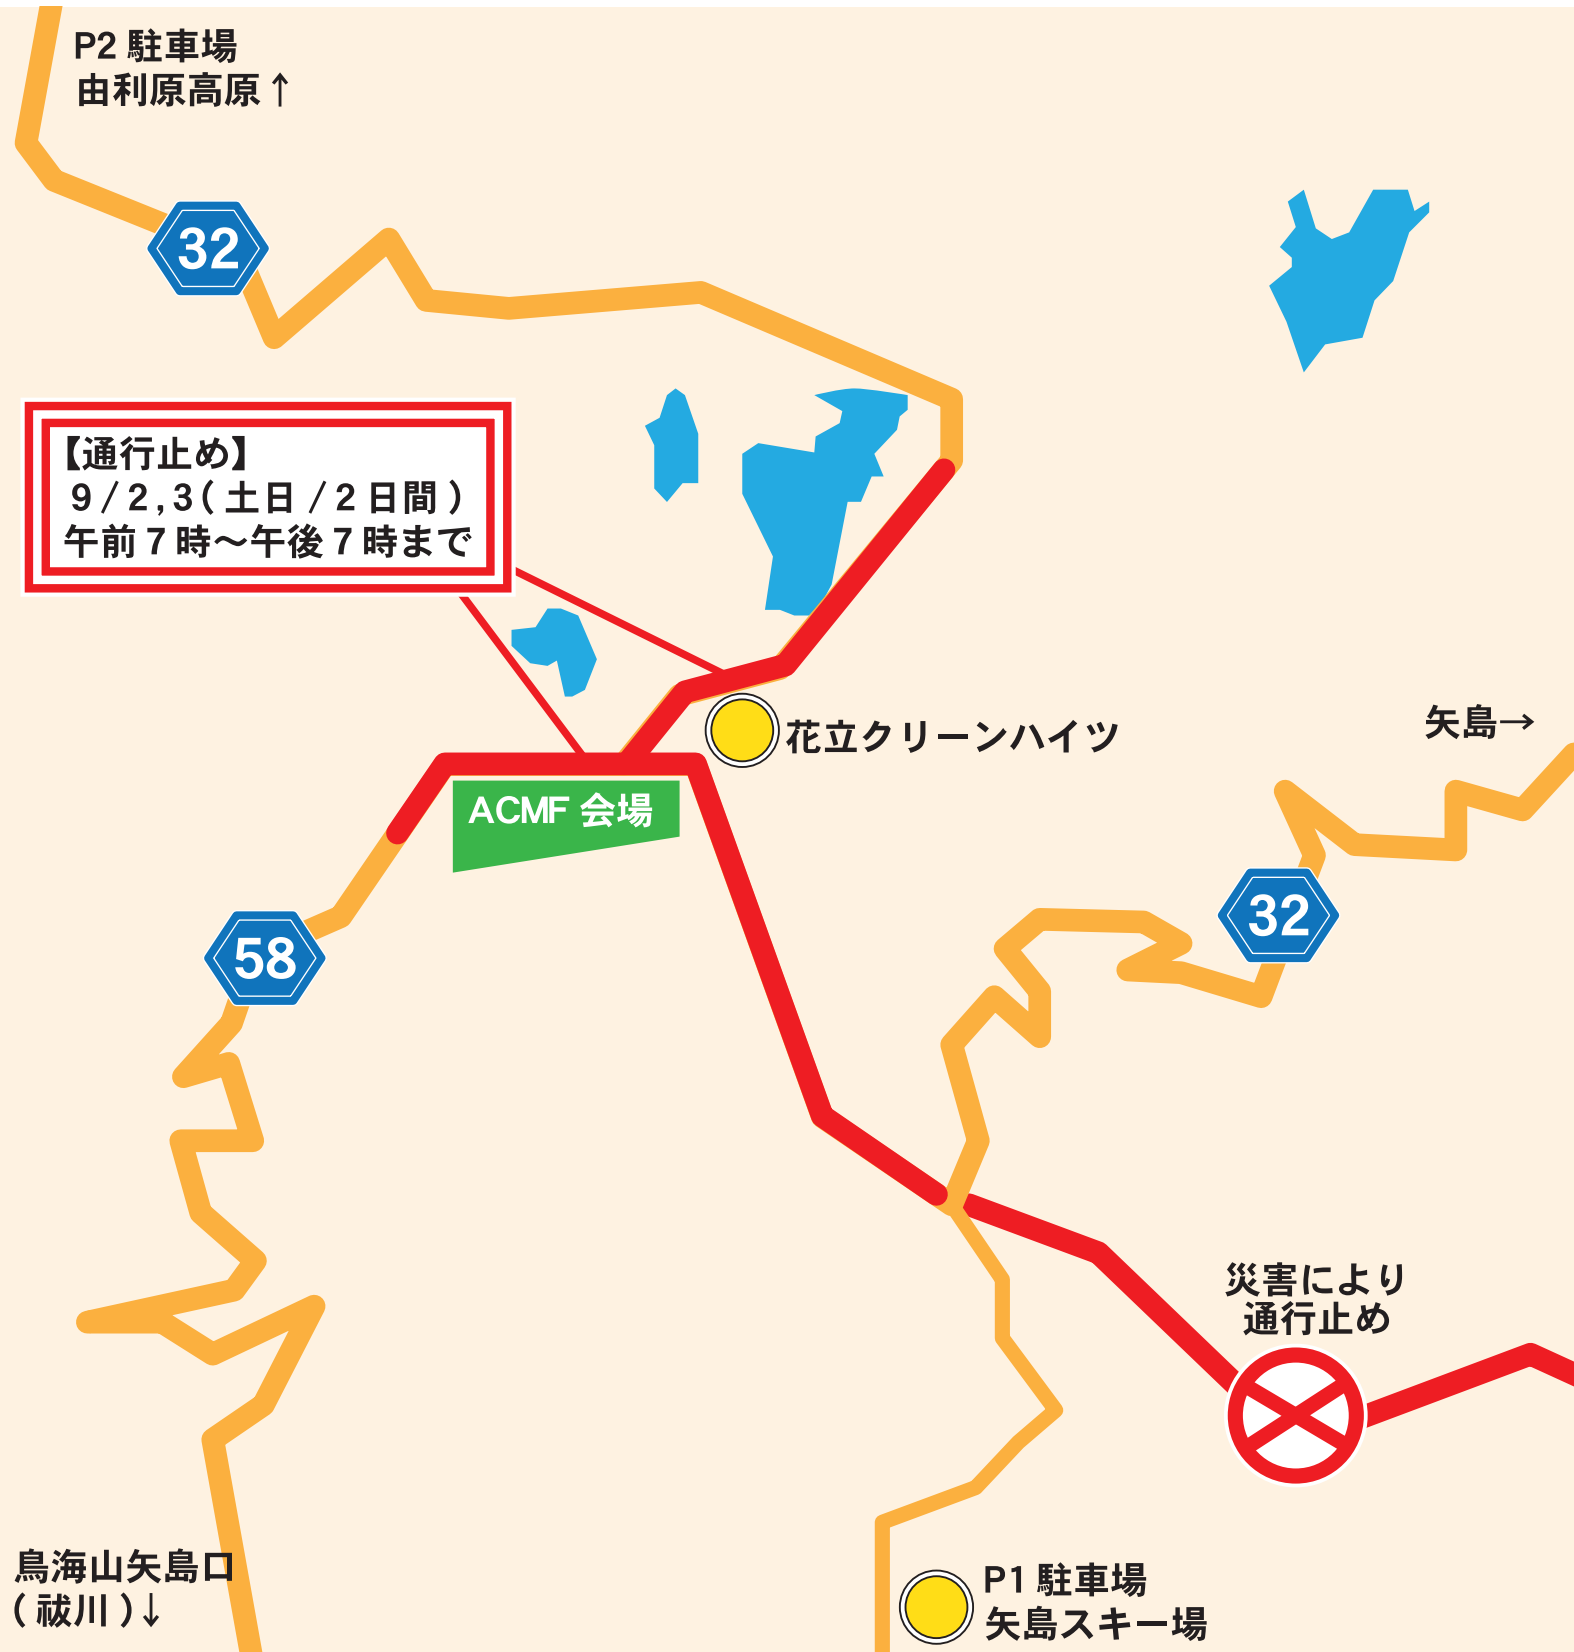 P2 駐車場
由利原高原↑
32
【通行止め】
9/2,3(土日/2日間)
午前7時〜午後7時まで
花立クリーンハイツ
矢島→
ACMF 会場
32
58
災害により
通行止め
鳥海山矢島口
(祓川)↓
P1 駐車場
矢島スキー場